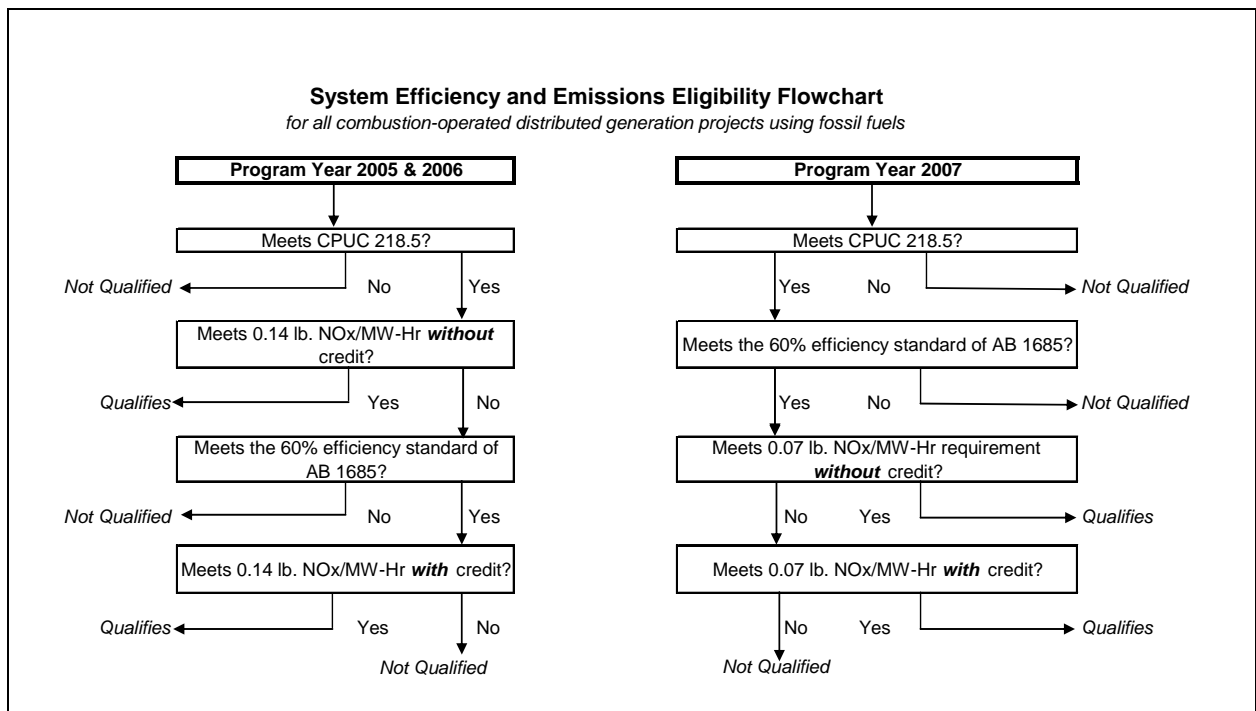 System Efficiency and Emissions Eligibility Flowchart
for all combustion-operated distributed generation projects using fossil fuels
Program Year 2005 & 2006
Meets CPUC 218.5?
Not Qualified
No
Yes
Meets 0.14 lb. NOx/MW-Hr without
credit?
Qualifies
Yes
No
Meets the 60% efficiency standard of
AB 1685?
Not Qualified
No
Yes
Meets 0.14 lb. NOx/MW-Hr with credit?
Qualifies
Yes
No
Not Qualified
Program Year 2007
Meets CPUC 218.5?
Yes
No
Not Qualified
Meets the 60% efficiency standard of AB 1685?
Yes
No
Not Qualified
Meets 0.07 lb. NOx/MW-Hr requirement
without credit?
No
Yes
Qualifies
Meets 0.07 lb. NOx/MW-Hr with credit?
No
Yes
Qualifies
Not Qualified